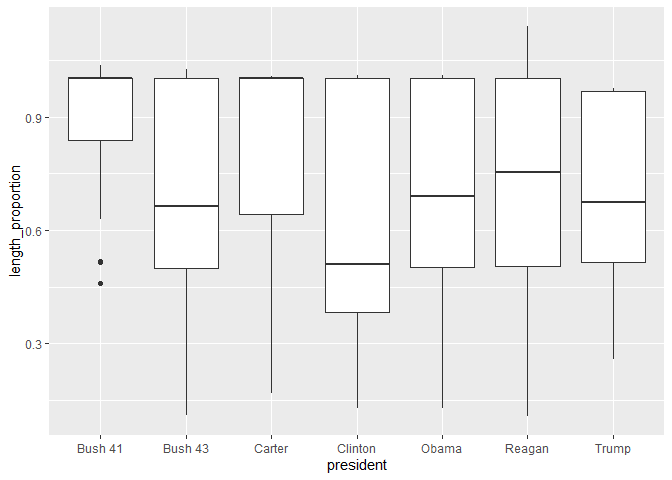 length_proportion
0.9
0.6
0.3
Bush 41 Bush 43 Carter Clinton Obama Reagan Trump
president